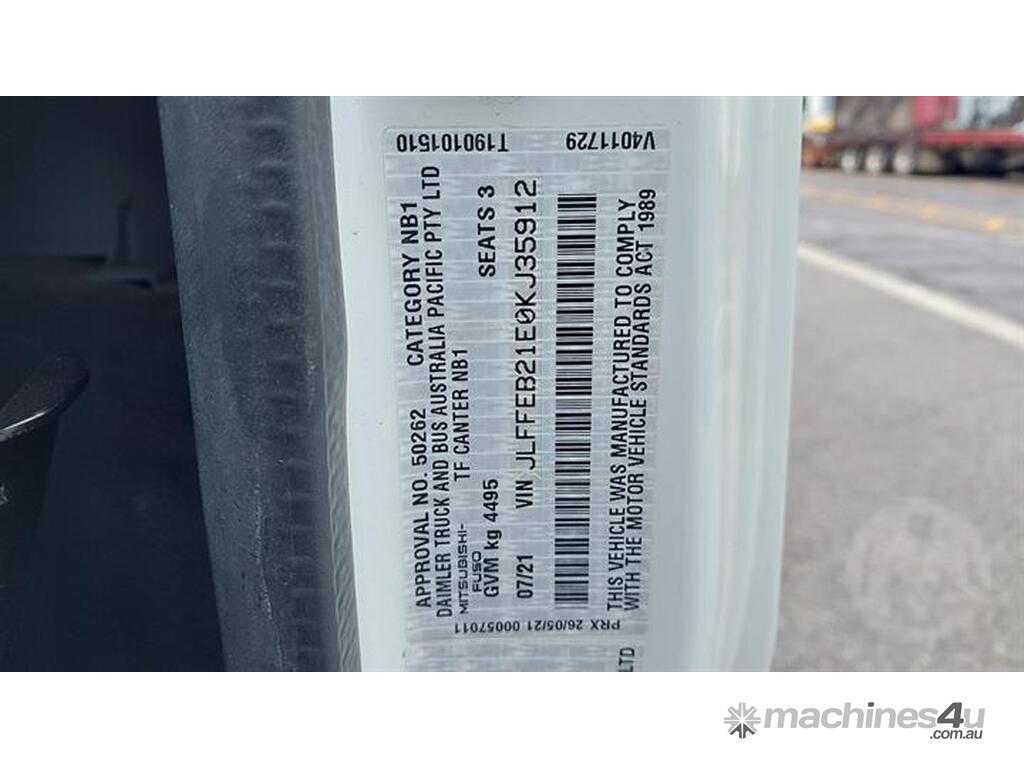 T190101510 V4011729
APPROVAL NO. 50262 CATEGORY NB1
DAIMLER TRUCK AND BUS AUSTRALIA PACIFIC PTY LTD
MITSUBISHI-FUSO TF CANTER NB1
GVM kg 4495 SEATS 3
07/21 VIN JLFFEB21E0KJ35912
THIS VEHICLE WAS MANUFACTURED TO COMPLY
WITH THE MOTOR VEHICLE STANDARDS ACT 1989
PRX 26/05/21 00057011
LTD
machines4u
.com.au